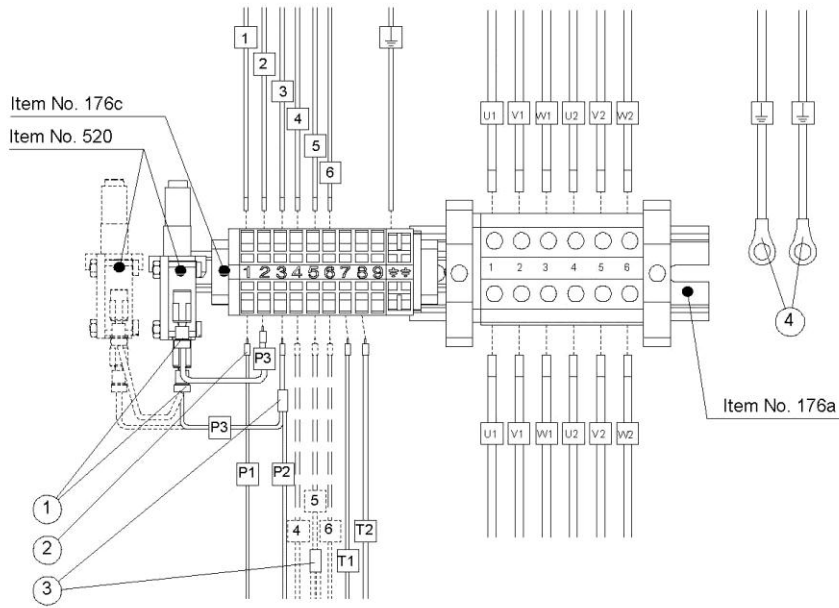 1
2
3
4
5
6
⏚
U1 V1 W1 U2 V2 W2
⏚ ⏚
Item No. 176c
Item No. 520
1 2 3 4 5 6 7 8 9 ⏚ ⏚
1 2 3 4 5 6
4
P3
P3
Item No. 176a
U1 V1 W1 U2 V2 W2
P1 P2
5
4 6
T2
T1
1
2
3